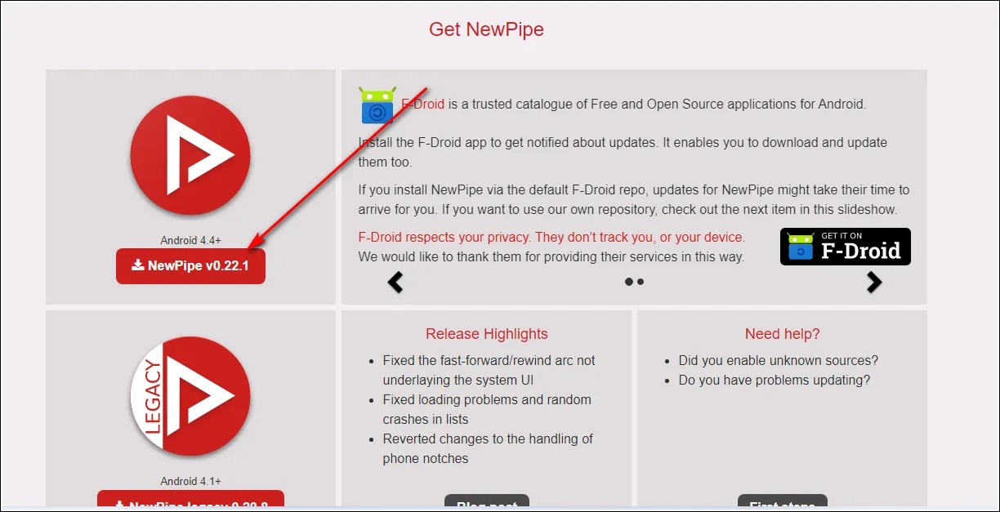 Get NewPipe
Android 4.4+
NewPipe v0.22.1
F-Droid is a trusted catalogue of Free and Open Source applications for Android.
Install the F-Droid app to get notified about updates. It enables you to download and update
them too.
If you install NewPipe via the default F-Droid repo, updates for NewPipe might take their time to
arrive for you. If you want to use our own repository, check out the next item in this slideshow.
F-Droid respects your privacy. They don’t track you, or your device.
We would like to thank them for providing their services in this way.
GET IT ON
F-Droid
LEGACY
Android 4.1+
NewPipe legacy 0.20.8
Release Highlights
Fixed the fast-forward/rewind arc not
underlaying the system UI
Fixed loading problems and random
crashes in lists
Reverted changes to the handling of
phone notches
Blog post
Need help?
Did you enable unknown sources?
Do you have problems updating?
First steps